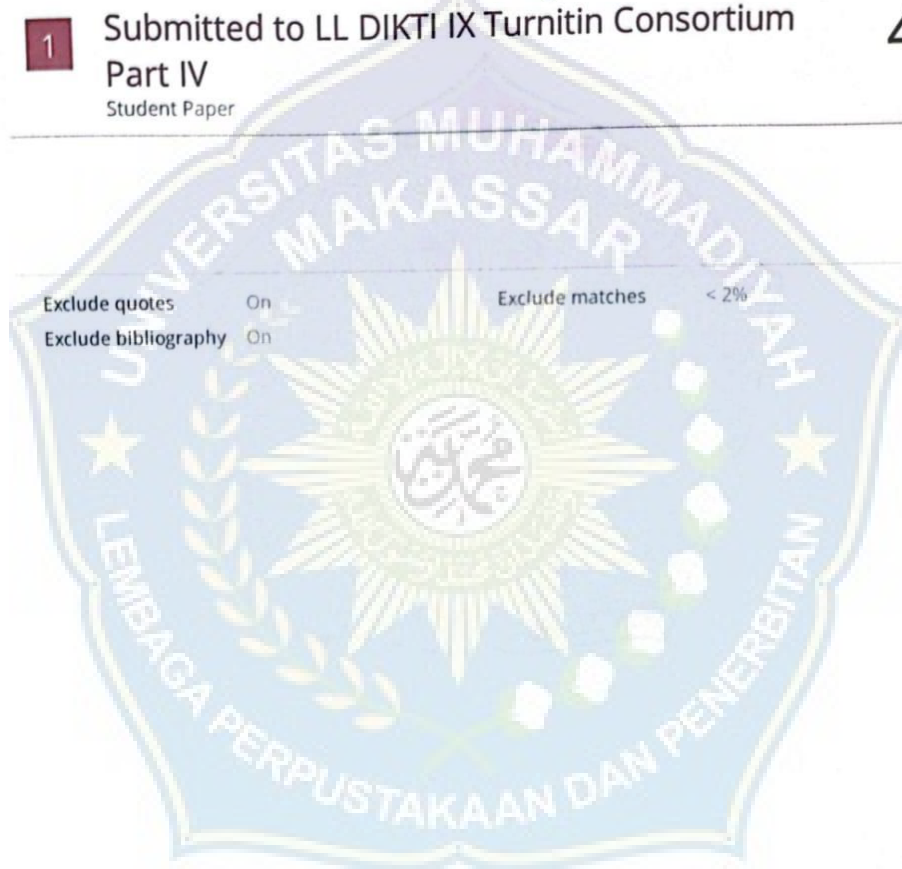 1
Submitted to LL DIKTI IX Turnitin Consortium
Part IV
Student Paper
UNIVERSITAS MUHAMMADIYAH
MAKASSAR
Exclude quotes On
Exclude matches < 2%
Exclude bibliography On
محمد
LEMBAGA PERPUSTAKAAN DAN PENERBITAN